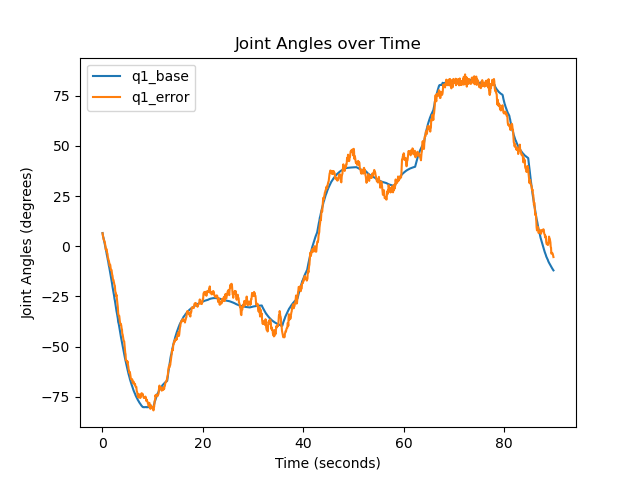 Joint Angles over Time
q1_base
q1_error
Joint Angles (degrees)
75
50
25
0
−25
−50
−75
0 20 40 60 80
Time (seconds)